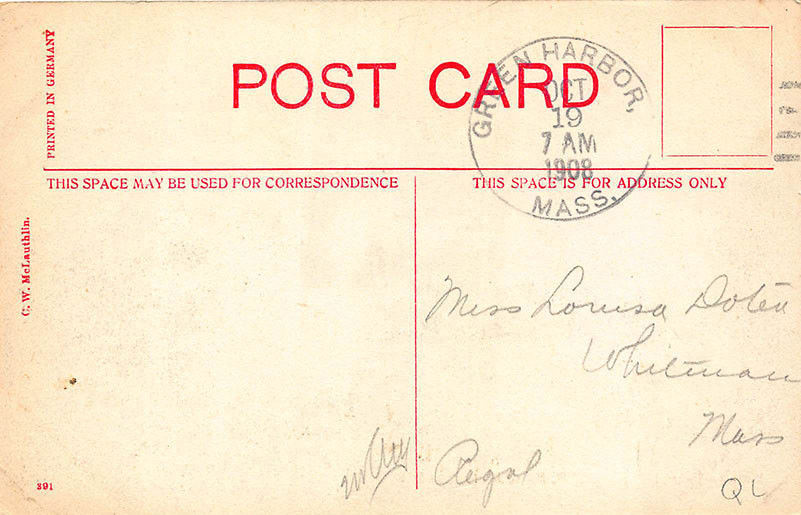 PRINTED IN GERMANY
POST CARD
GREEN HARBOR,
OCT
19
7 AM
1908
MASS.
THIS SPACE MAY BE USED FOR CORRESPONDENCE
THIS SPACE IS FOR ADDRESS ONLY
C. W. McLauthlin.
Miss Louisa Doten
Whitman
Mass
391
QL